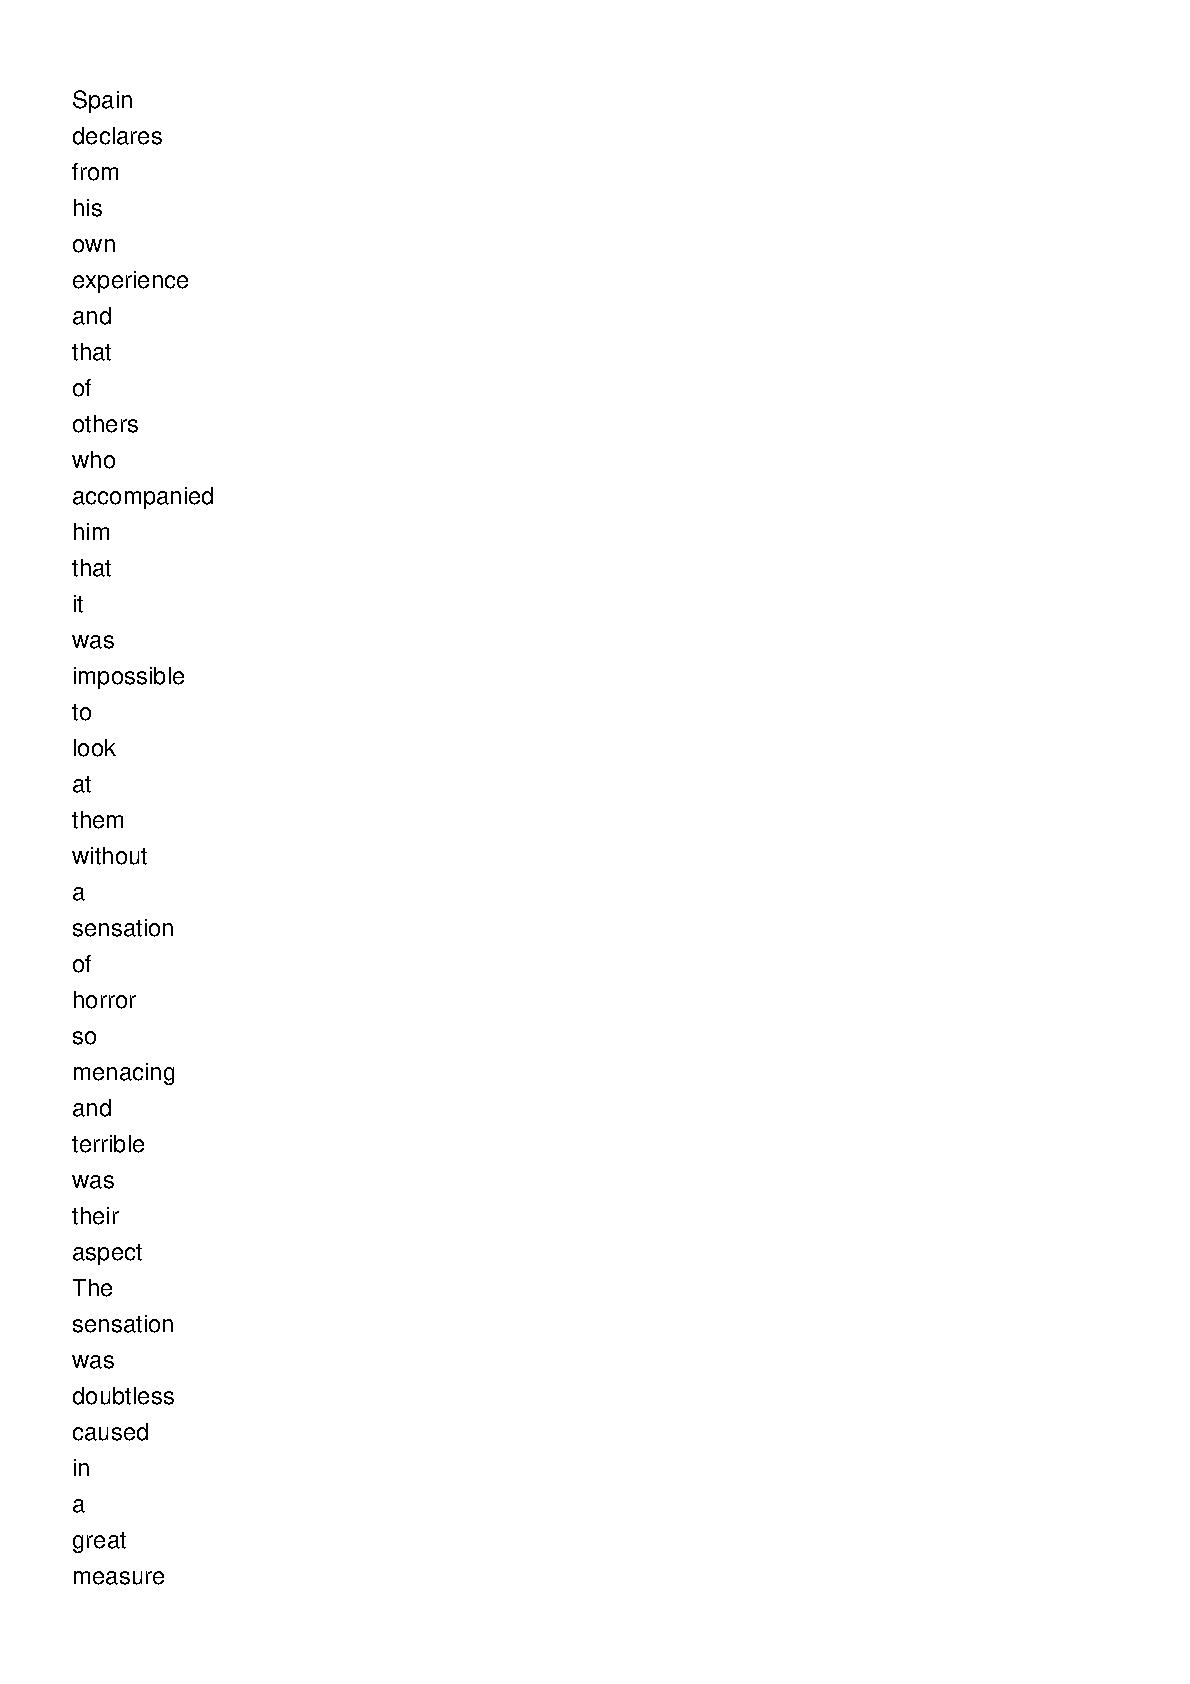 Spain
declares
from
his
own
experience
and
that
of
others
who
accompanied
him
that
it
was
impossible
to
look
at
them
without
a
sensation
of
horror
so
menacing
and
terrible
was
their
aspect
The
sensation
was
doubtless
caused
in
a
great
measure